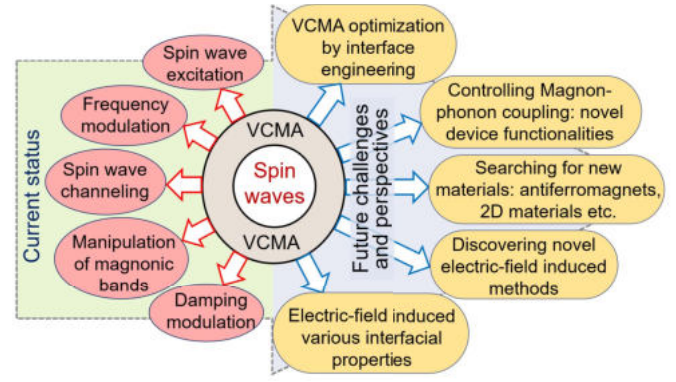 Current status
Spin wave
excitation
Frequency
modulation
Spin wave
channeling
Manipulation
of magnonic
bands
Damping
modulation
VCMA
Spin
waves
VCMA
Future challenges
and perspectives
VCMA optimization
by interface
engineering
Controlling Magnon-
phonon coupling: novel
device functionalities
Searching for new
materials: antiferromagnets,
2D materials etc.
Discovering novel
electric-field induced
methods
Electric-field induced
various interfacial
properties